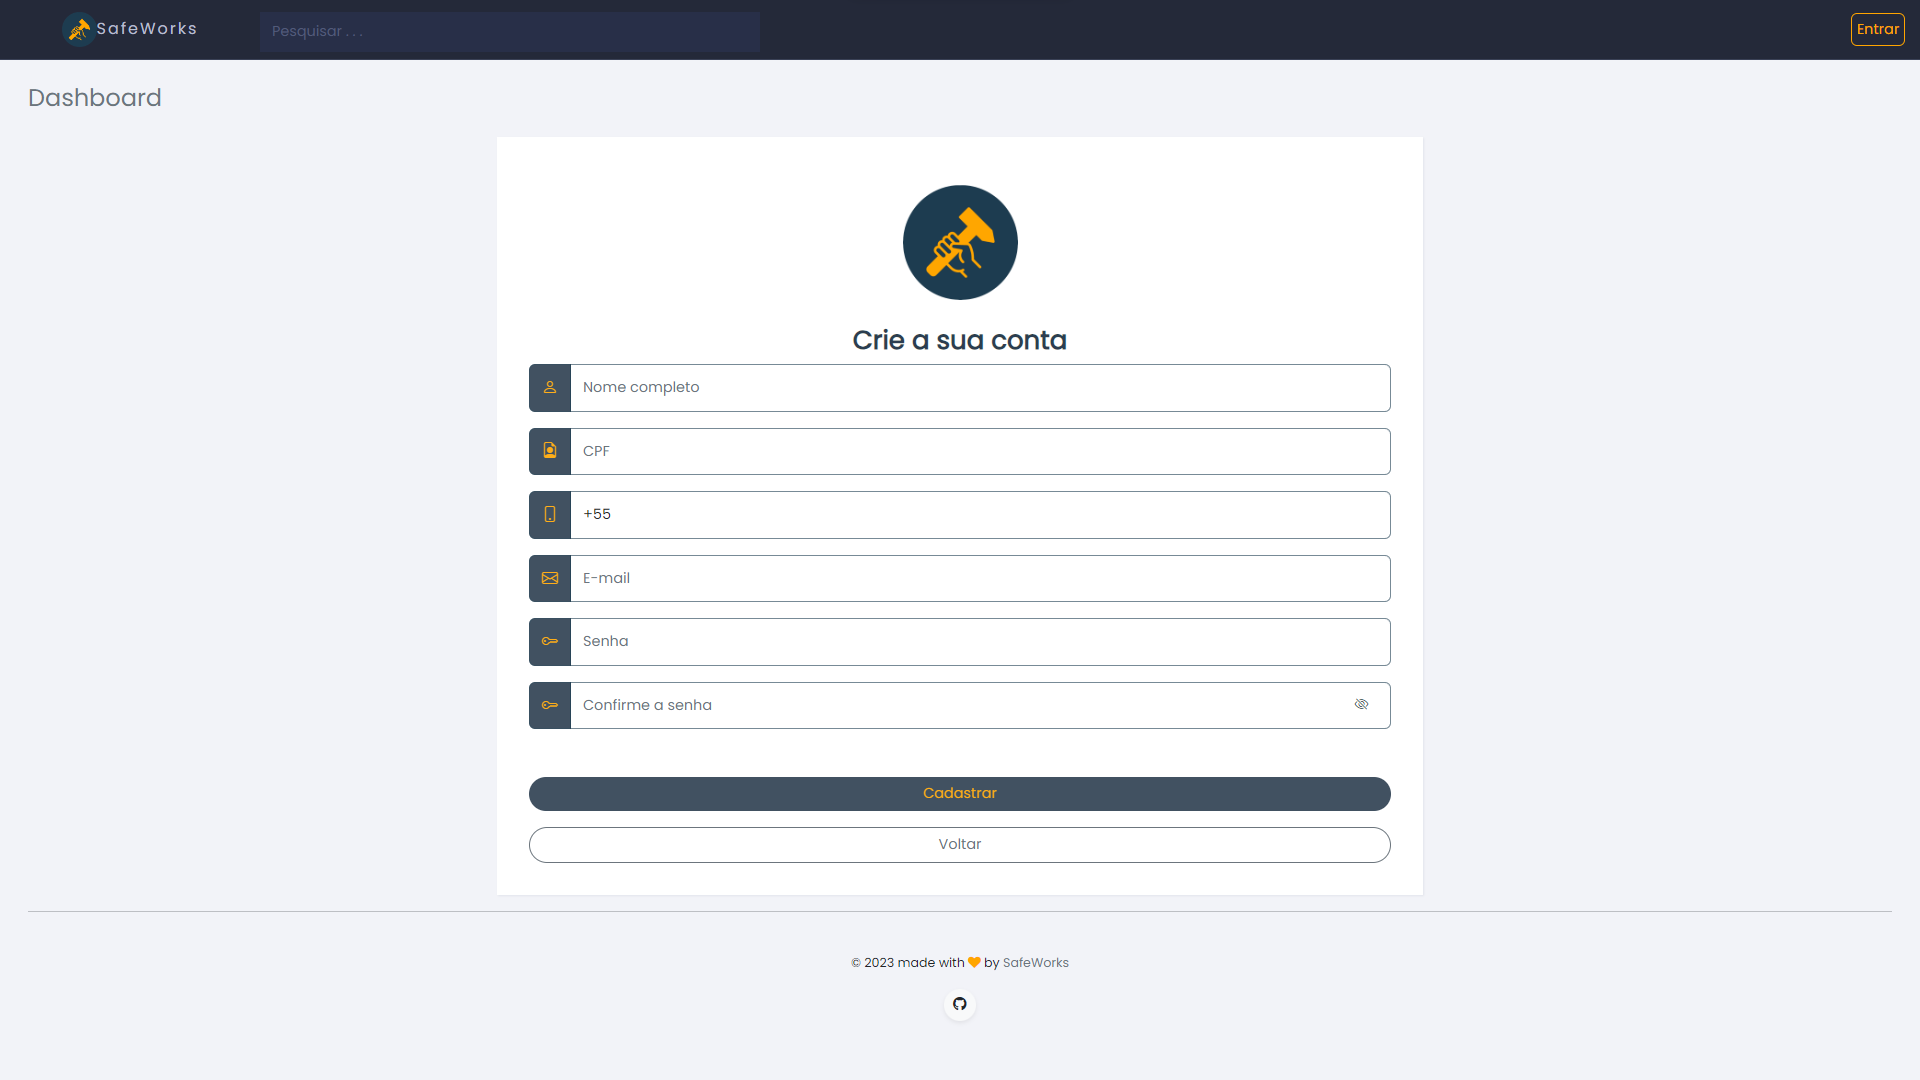 SafeWorks
Pesquisar . . .
Entrar
Dashboard
Crie a sua conta
Nome completo
CPF
+55
E-mail
Senha
Confirme a senha
Cadastrar
Voltar
© 2023 made with by SafeWorks